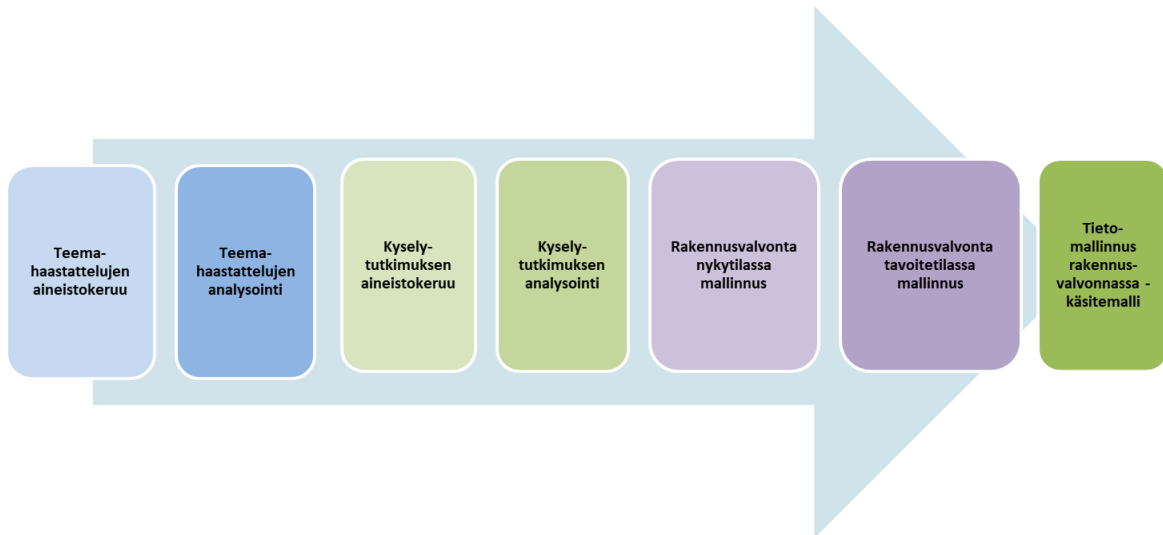 Teema-
haastattelujen
aineistokeruu
Teema-
haastattelujen
analysointi
Kysely-
tutkimuksen
aineistokeruu
Kysely-
tutkimuksen
analysointi
Rakennusvalvonta
nykytilassa
mallinnus
Rakennusvalvonta
tavoitetilassa
mallinnus
Tieto-
mallinnus
rakennus-
valvonnassa -
käsitemalli